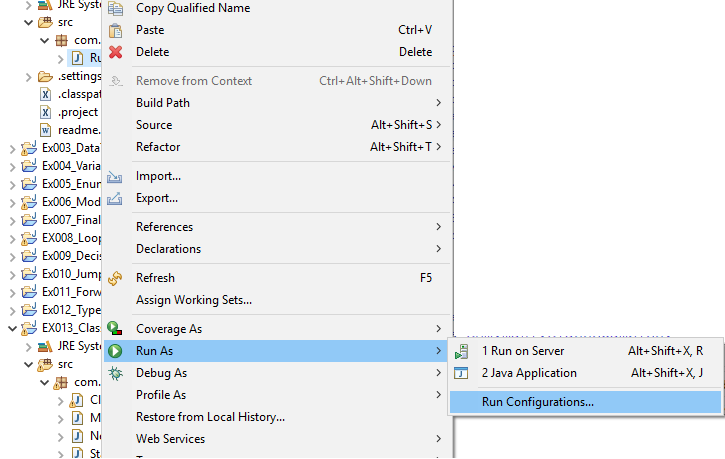 JRE Syste
src
com.
Ru
.settings
.classpat
.project
readme.
Ex003_DataT
Ex004_Varia
Ex005_Enum
Ex006_Mod
Ex007_Final
EX008_Loop
Ex009_Decis
Ex010_Jump
Ex011_Forw
Ex012_Type
EX013_Class
JRE Syste
src
com.
Cl
M
Ne
St
Copy Qualified Name
Paste Ctrl+V
Delete Delete
Remove from Context Ctrl+Alt+Shift+Down
Build Path
Source Alt+Shift+S
Refactor Alt+Shift+T
Import...
Export...
References
Declarations
Refresh F5
Assign Working Sets...
Coverage As
Run As
Debug As
Profile As
Restore from Local History...
Web Services
1 Run on Server Alt+Shift+X, R
2 Java Application Alt+Shift+X, J
Run Configurations...